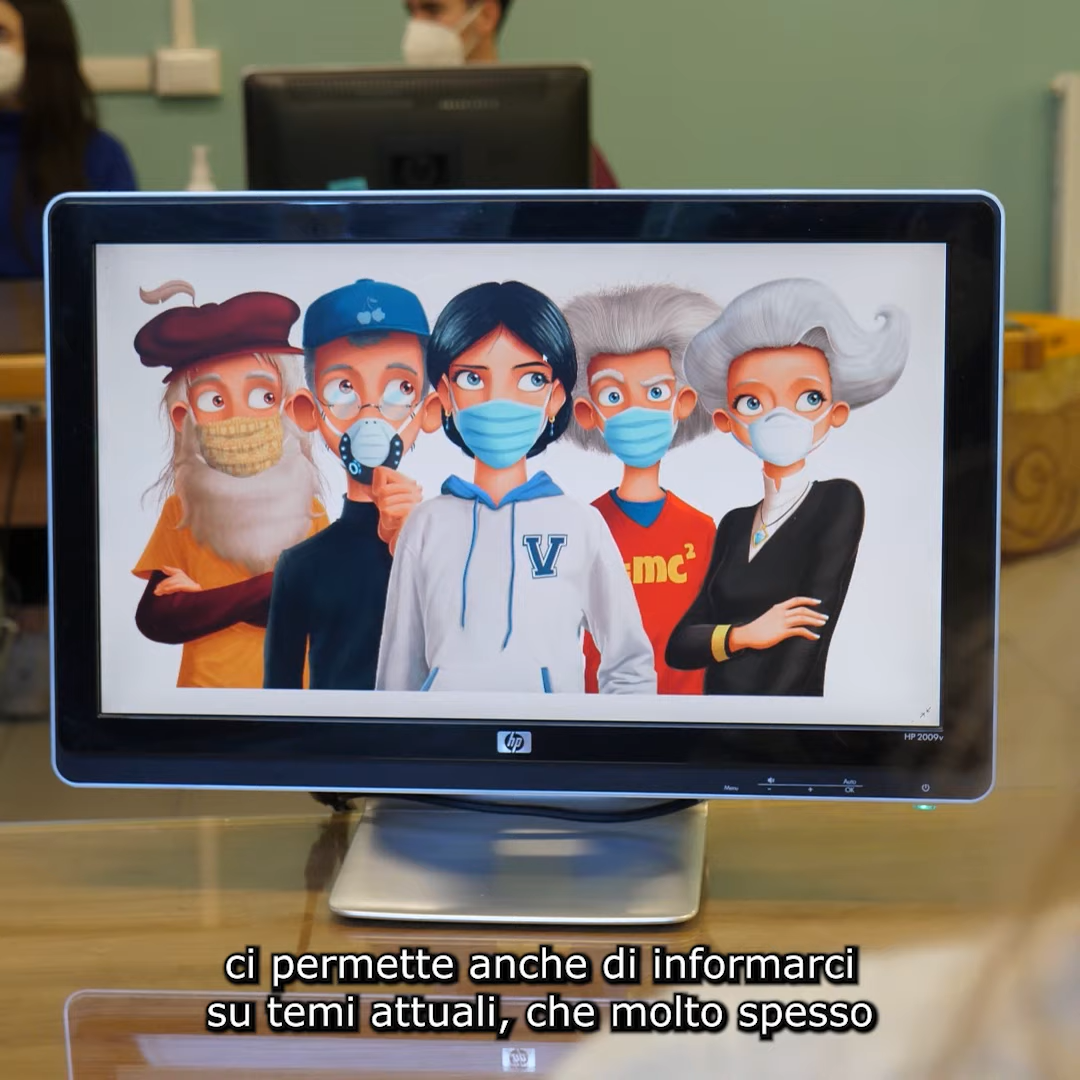 V
mc²
hp
HP 2009v
Menu
-
+
Auto
OK
ci permette anche di informarci
su temi attuali, che molto spesso